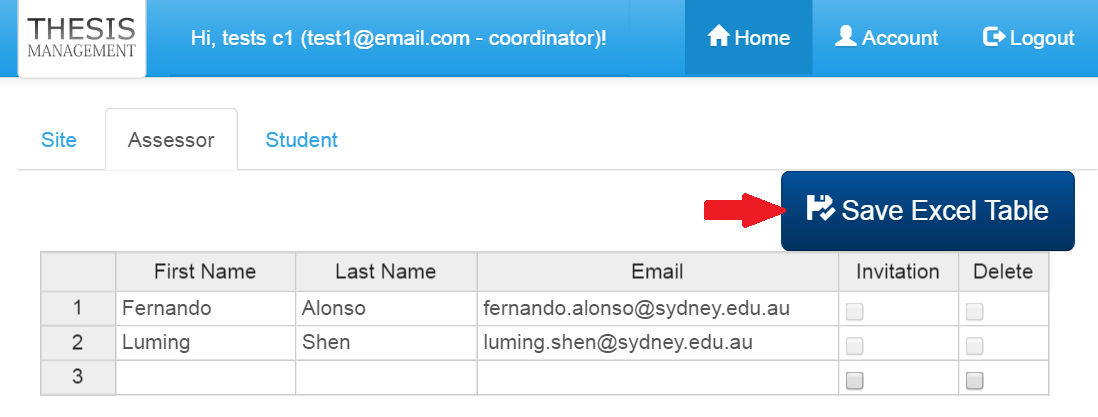 THESIS
MANAGEMENT
Hi, tests c1 (test1@email.com - coordinator)!
Home
Account
Logout
Site
Assessor
Student
Save Excel Table
First Name Last Name Email Invitation Delete
1 Fernando Alonso fernando.alonso@sydney.edu.au
2 Luming Shen luming.shen@sydney.edu.au
3